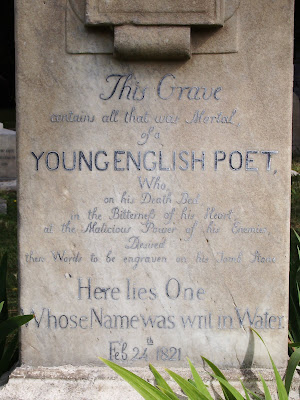 This Grave
contains all that was Mortal,
of a
YOUNG ENGLISH POET,
Who,
on his Death Bed,
in the Bitterness of his Heart,
at the Malicious Power of his Enemies,
Desired
these Words to be engraven on his Tomb Stone
Here lies One
Whose Name was writ in Water.
Feb 24th 1821